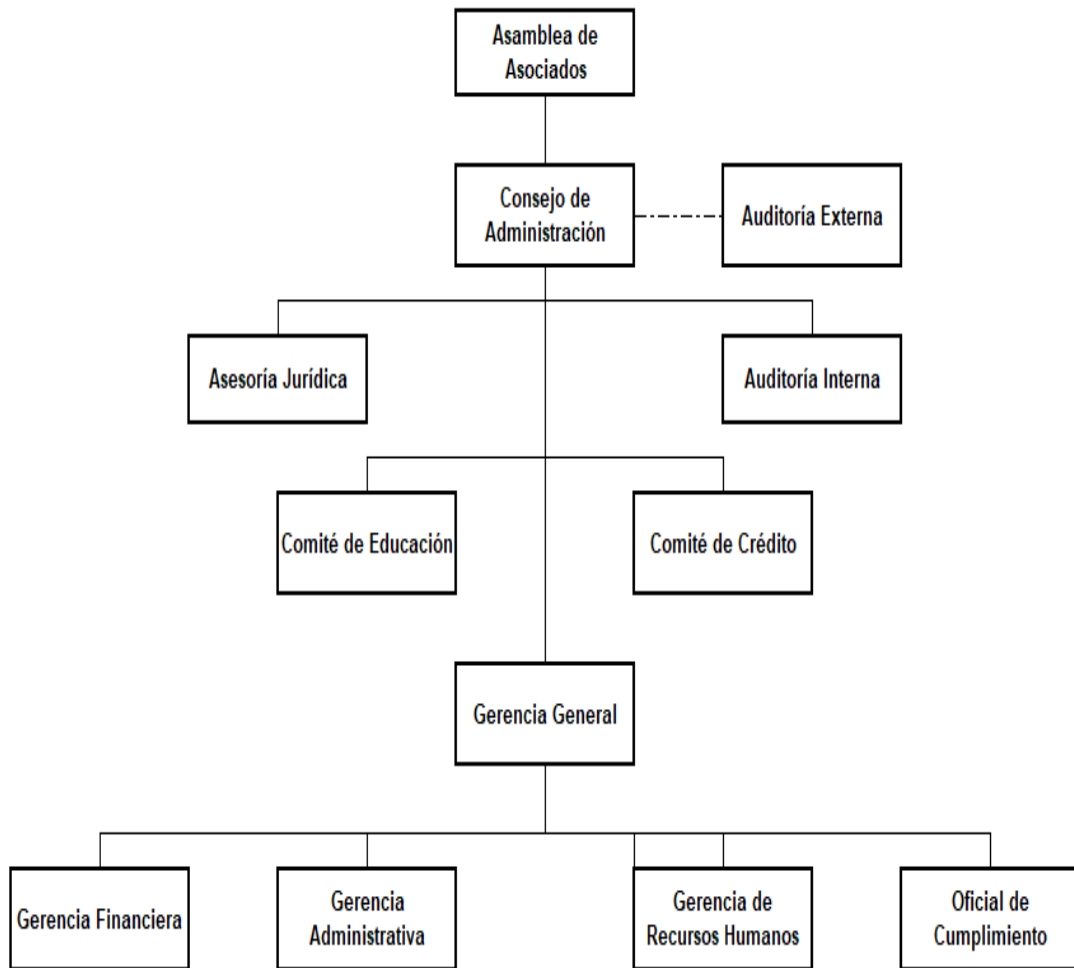 Asamblea de
Asociados
Consejo de
Administración
Auditoría Externa
Asesoría Jurídica
Auditoría Interna
Comité de Educación
Comité de Crédito
Gerencia General
Gerencia Financiera
Gerencia
Administrativa
Gerencia de
Recursos Humanos
Oficial de
Cumplimiento